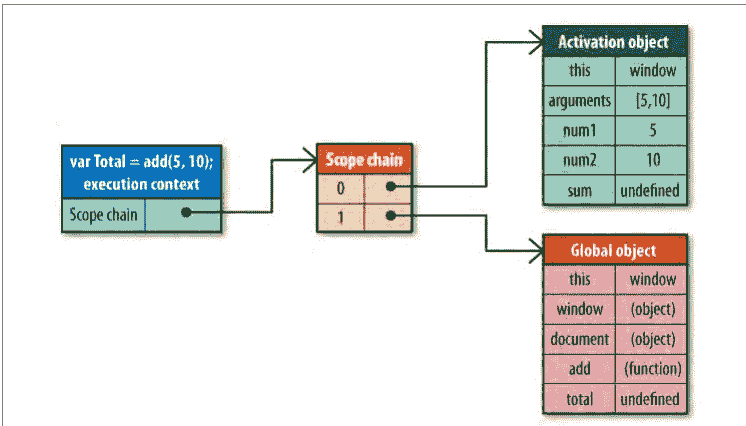 var Total = add(5, 10);
execution context
Scope chain
Scope chain
0
1
Activation object
this window
arguments [5,10]
num1 5
num2 10
sum undefined
Global object
this window
window (object)
document (object)
add (function)
total undefined